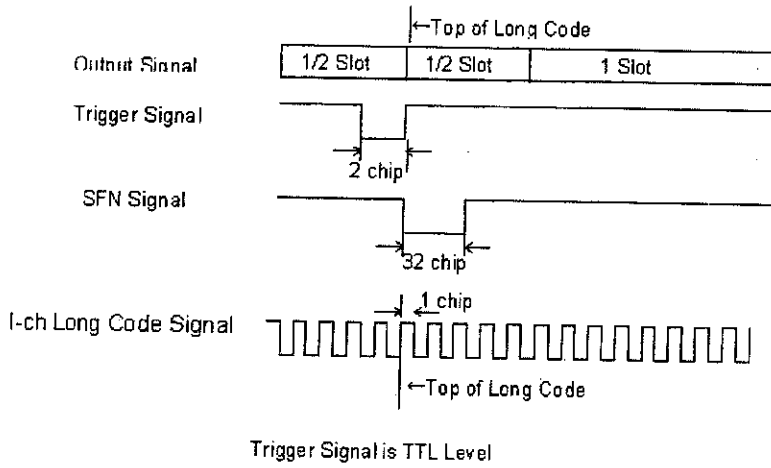 ←Top of Long Code
Output Signal
1/2 Slot
1/2 Slot
1 Slot
Trigger Signal
2 chip
SFN Signal
32 chip
1 chip
I-ch Long Code Signal
←Top of Long Code
Trigger Signal is TTL Level